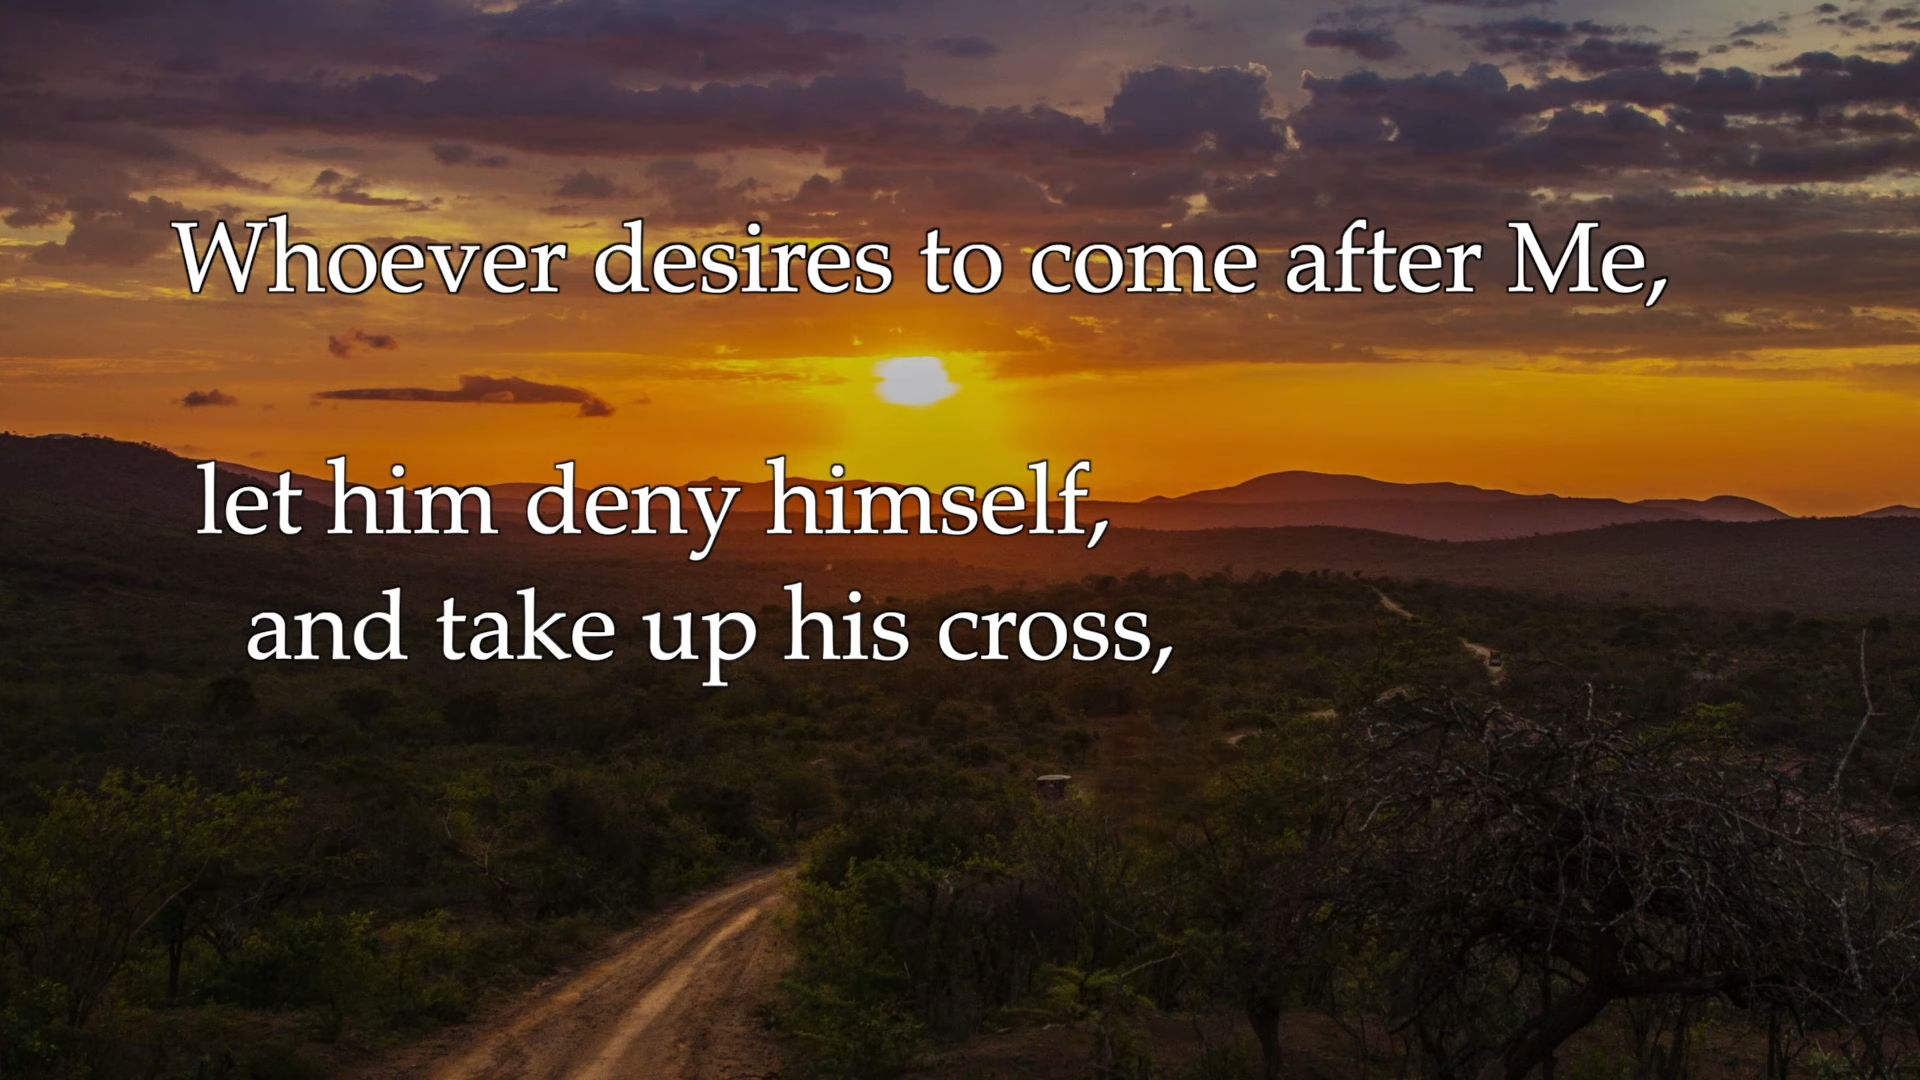 Whoever desires to come after Me,
let him deny himself,
and take up his cross,